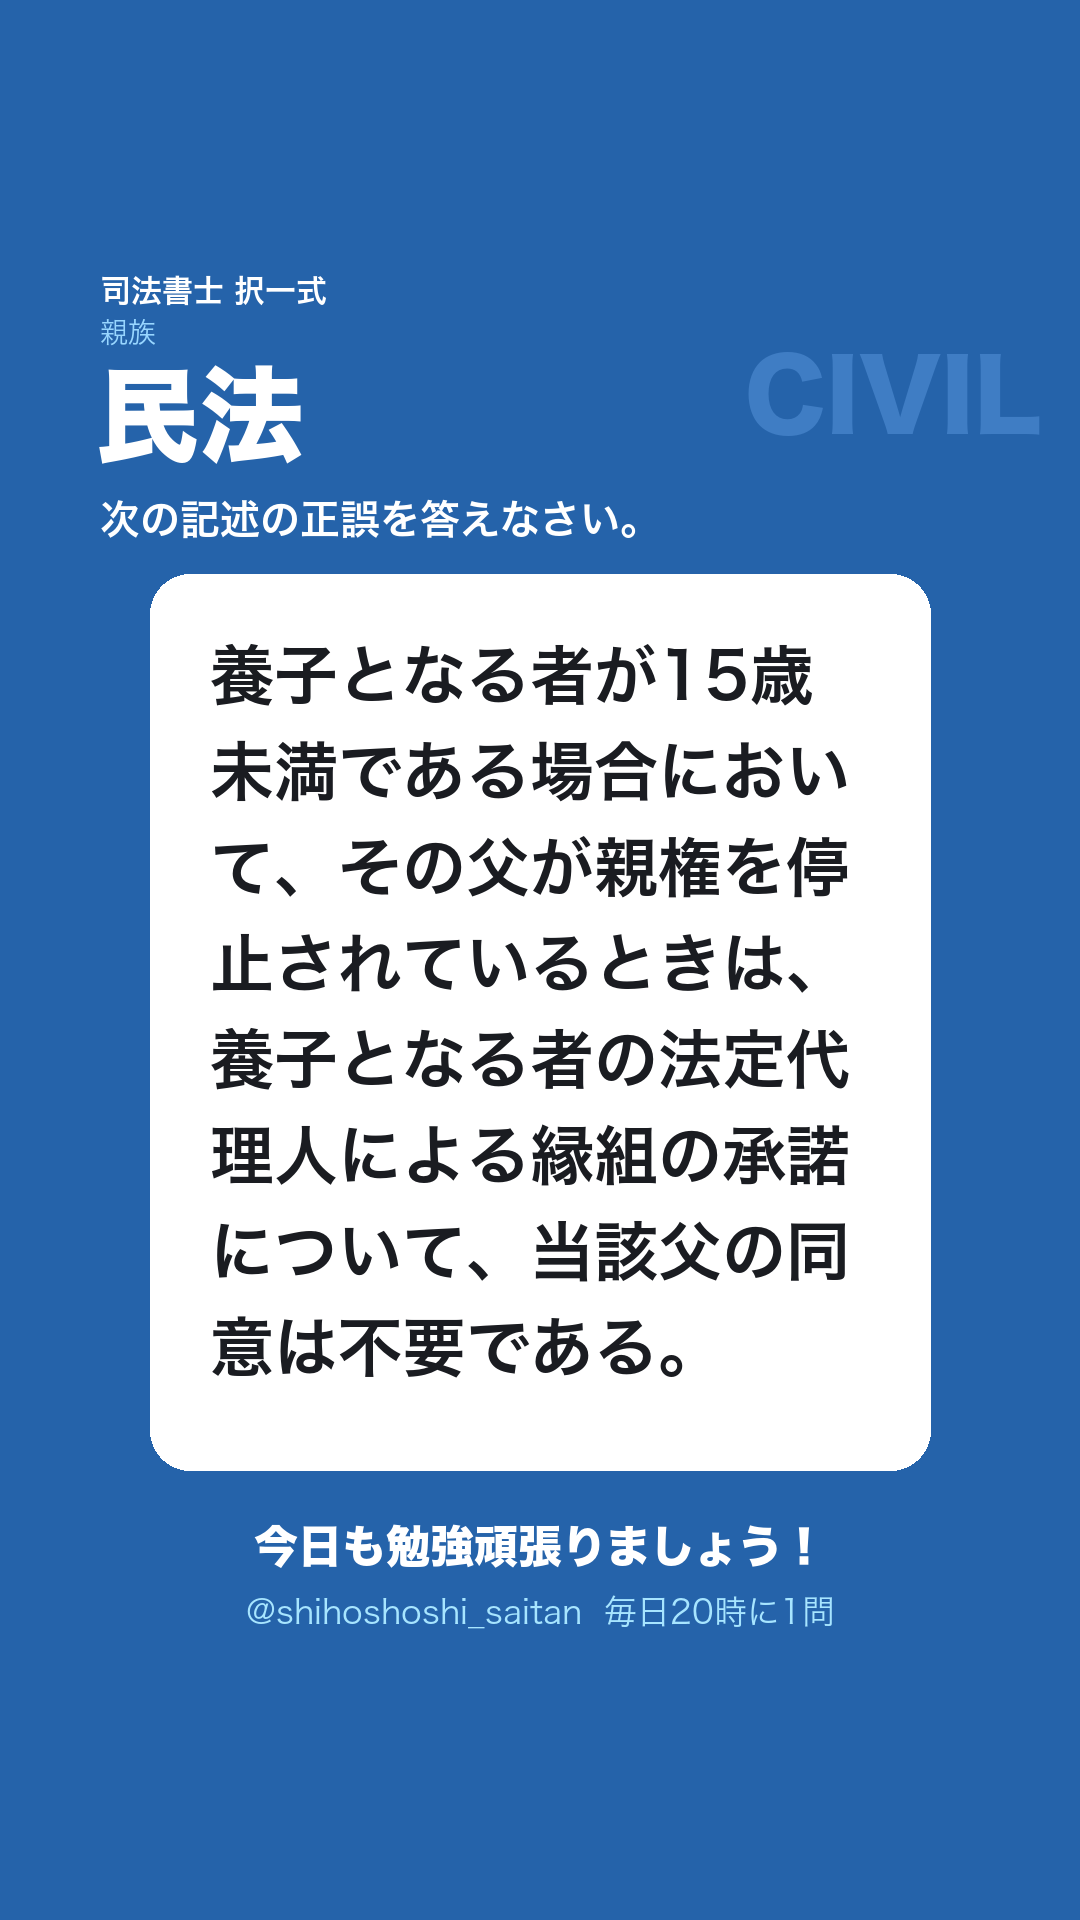 司法書士 択一式
親族
民法
CIVIL
次の記述の正誤を答えなさい。
養子となる者が15歳
未満である場合におい
て、その父が親権を停
止されているときは、
養子となる者の法定代
理人による縁組の承諾
について、当該父の同
意は不要である。
今日も勉強頑張りましょう！
@shihoshoshi_saitan 毎日20時に1問